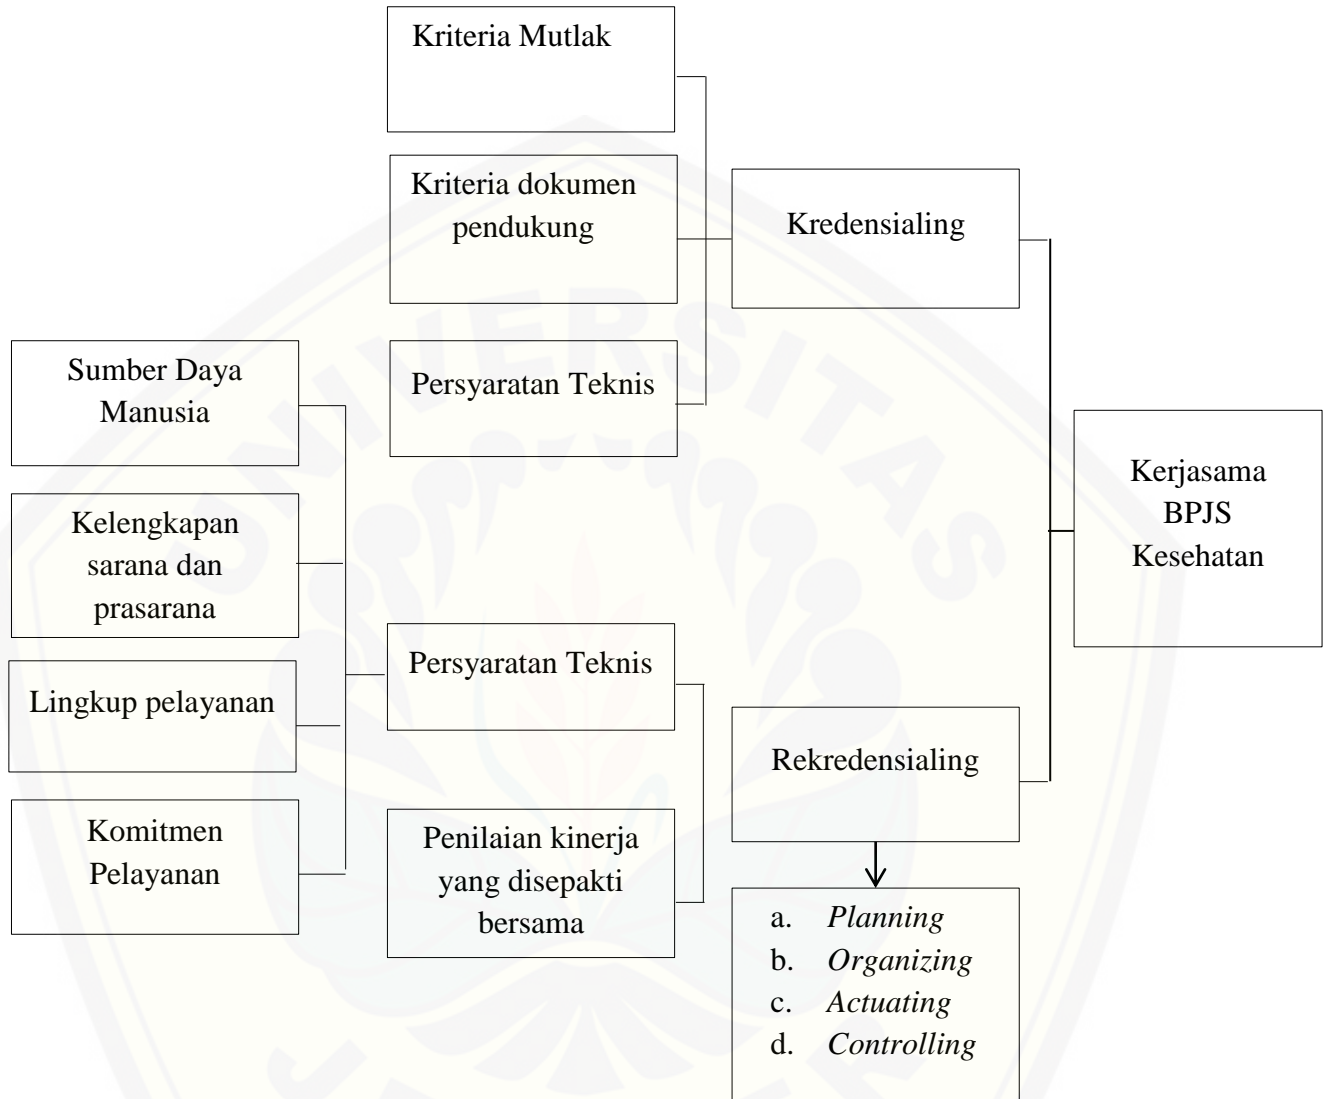 Kriteria Mutlak
Kriteria dokumen
pendukung
Kredensialing
Persyaratan Teknis
Sumber Daya
Manusia
Kelengkapan
sarana dan
prasarana
Lingkup pelayanan
Komitmen
Pelayanan
Persyaratan Teknis
Penilaian kinerja
yang disepakti
bersama
Rekredensialing
a. Planning
b. Organizing
c. Actuating
d. Controlling
Kerjasama
BPJS
Kesehatan
UNIVERSITAS